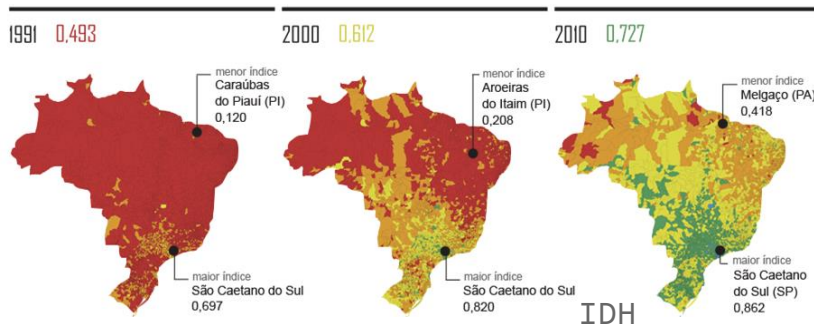 1991 0,493
menor índice
Caraúbas
do Piauí (PI)
0,120
maior índice
São Caetano do Sul
0,697
2000 0,612
menor índice
Aroeiras
do Itaim (PI)
0,208
maior índice
São Caetano do Sul
0,820
2010 0,727
menor índice
Melgaço (PA)
0,418
maior índice
São Caetano
do Sul (SP)
0,862
IDH